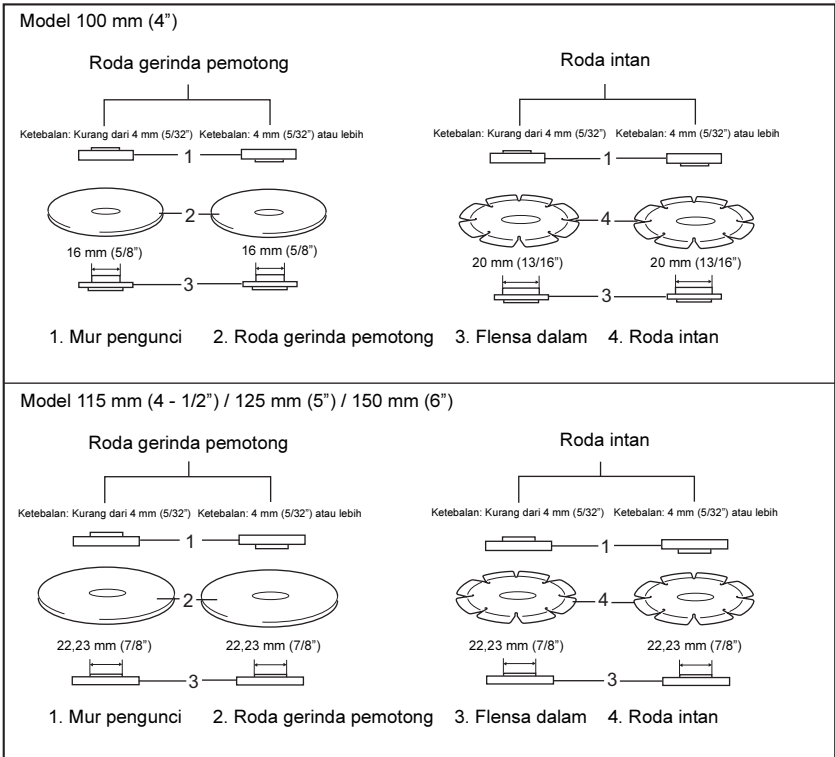 Model 100 mm (4”)
Roda gerinda pemotong
Roda intan
Ketebalan: Kurang dari 4 mm (5/32”) Ketebalan: 4 mm (5/32”) atau lebih
Ketebalan: Kurang dari 4 mm (5/32”) Ketebalan: 4 mm (5/32”) atau lebih
1
1
2
4
16 mm (5/8”) 16 mm (5/8”)
20 mm (13/16”) 20 mm (13/16”)
3
3
1. Mur pengunci 2. Roda gerinda pemotong 3. Flensa dalam 4. Roda intan
Model 115 mm (4 - 1/2”) / 125 mm (5”) / 150 mm (6”)
Roda gerinda pemotong
Roda intan
Ketebalan: Kurang dari 4 mm (5/32”) Ketebalan: 4 mm (5/32”) atau lebih
Ketebalan: Kurang dari 4 mm (5/32”) Ketebalan: 4 mm (5/32”) atau lebih
1
1
2
4
22,23 mm (7/8”) 22,23 mm (7/8”)
22,23 mm (7/8”) 22,23 mm (7/8”)
3
3
1. Mur pengunci 2. Roda gerinda pemotong 3. Flensa dalam 4. Roda intan